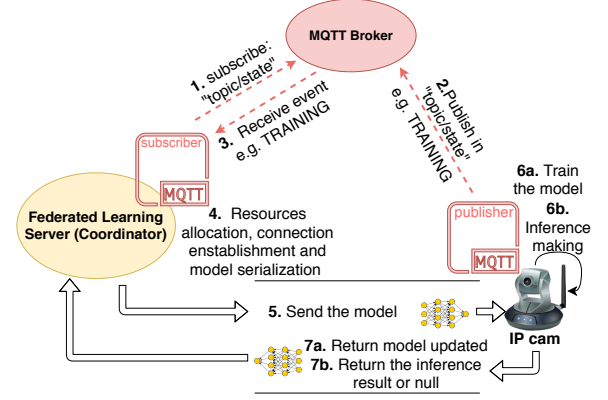 MQTT Broker
1. subscribe:
"topic/state"
2.Publish in
"topic/state"
e.g. TRAINING
3. Receive event
e.g. TRAINING
subscriber
MQTT
Federated Learning
Server (Coordinator)
4. Resources
allocation, connection
enstablishment and
model serialization
publisher
MQTT
6a. Train
the model
6b.
Inference
making
5. Send the model
IP cam
7a. Return model updated
7b. Return the inference
result or null